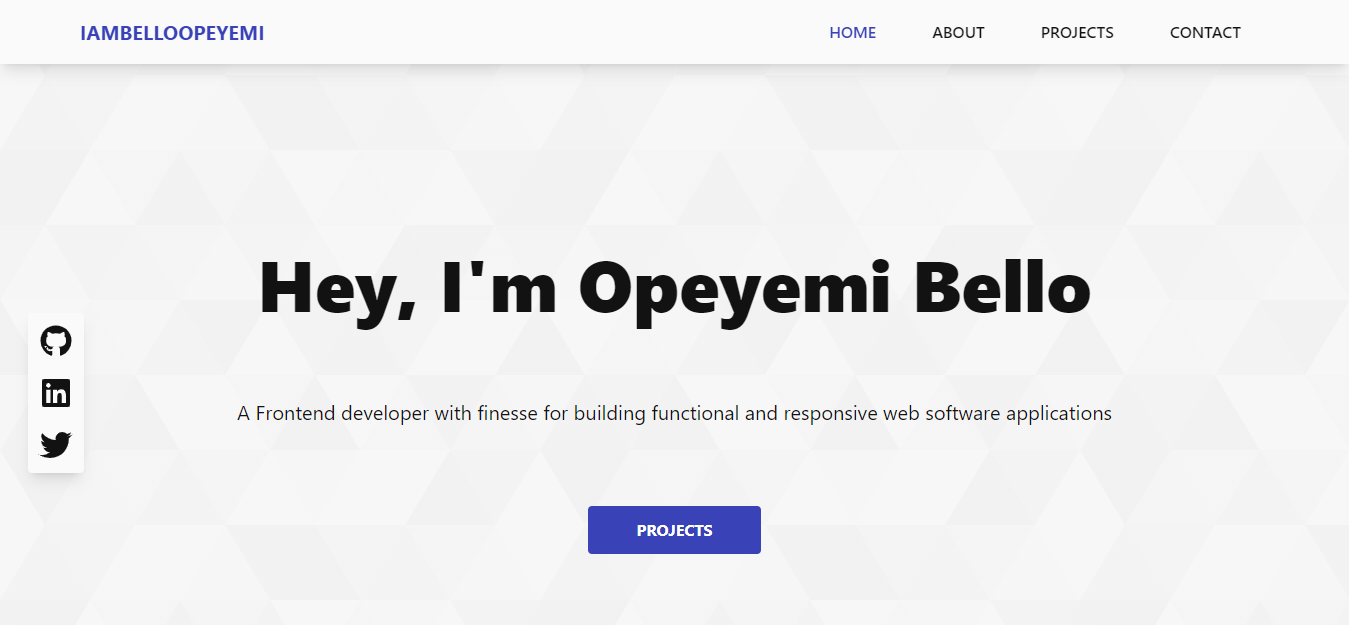 IAMBELLOOPEYEMI
HOME ABOUT PROJECTS CONTACT
Hey, I'm Opeyemi Bello
in
A Frontend developer with finesse for building functional and responsive web software applications
PROJECTS